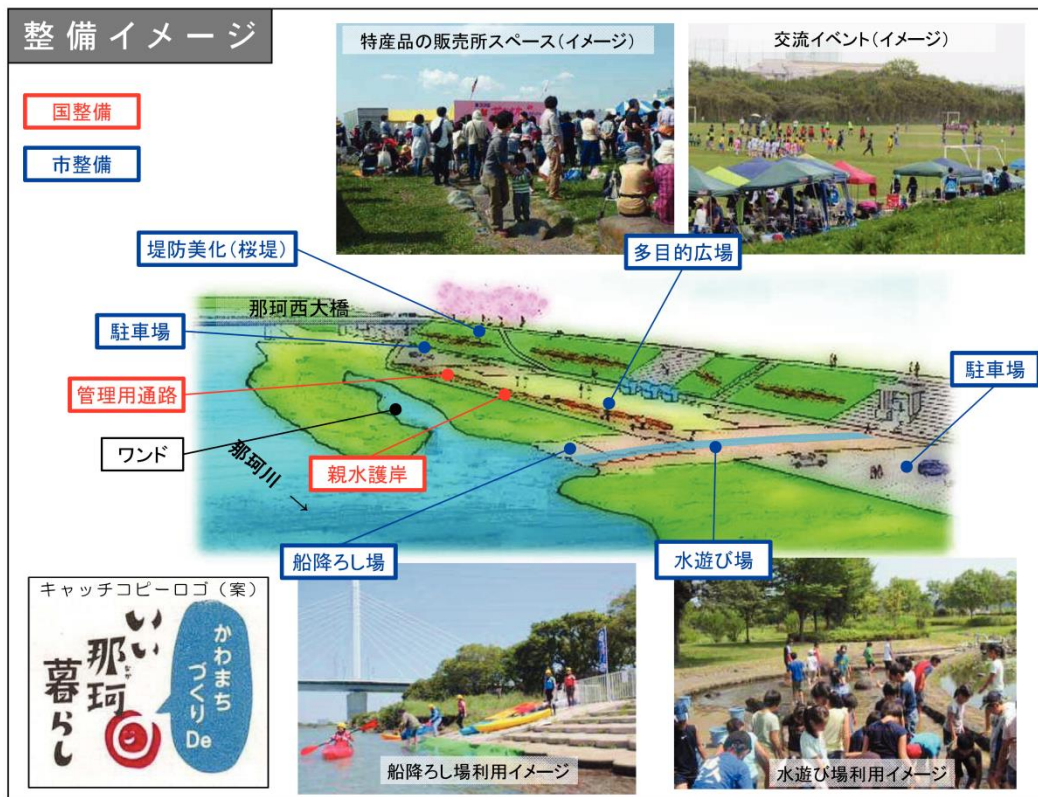 整備イメージ
国整備
市整備
特産品の販売所スペース(イメージ)
交流イベント(イメージ)
堤防美化(桜堤)
多目的広場
那珂西大橋
駐車場
駐車場
管理用通路
ワンド
那珂川
親水護岸
船降ろし場
水遊び場
キャッチコピーロゴ(案)
かわまち
づくり
De
いい
那珂
なか
暮らし
船降ろし場利用イメージ
水遊び場利用イメージ